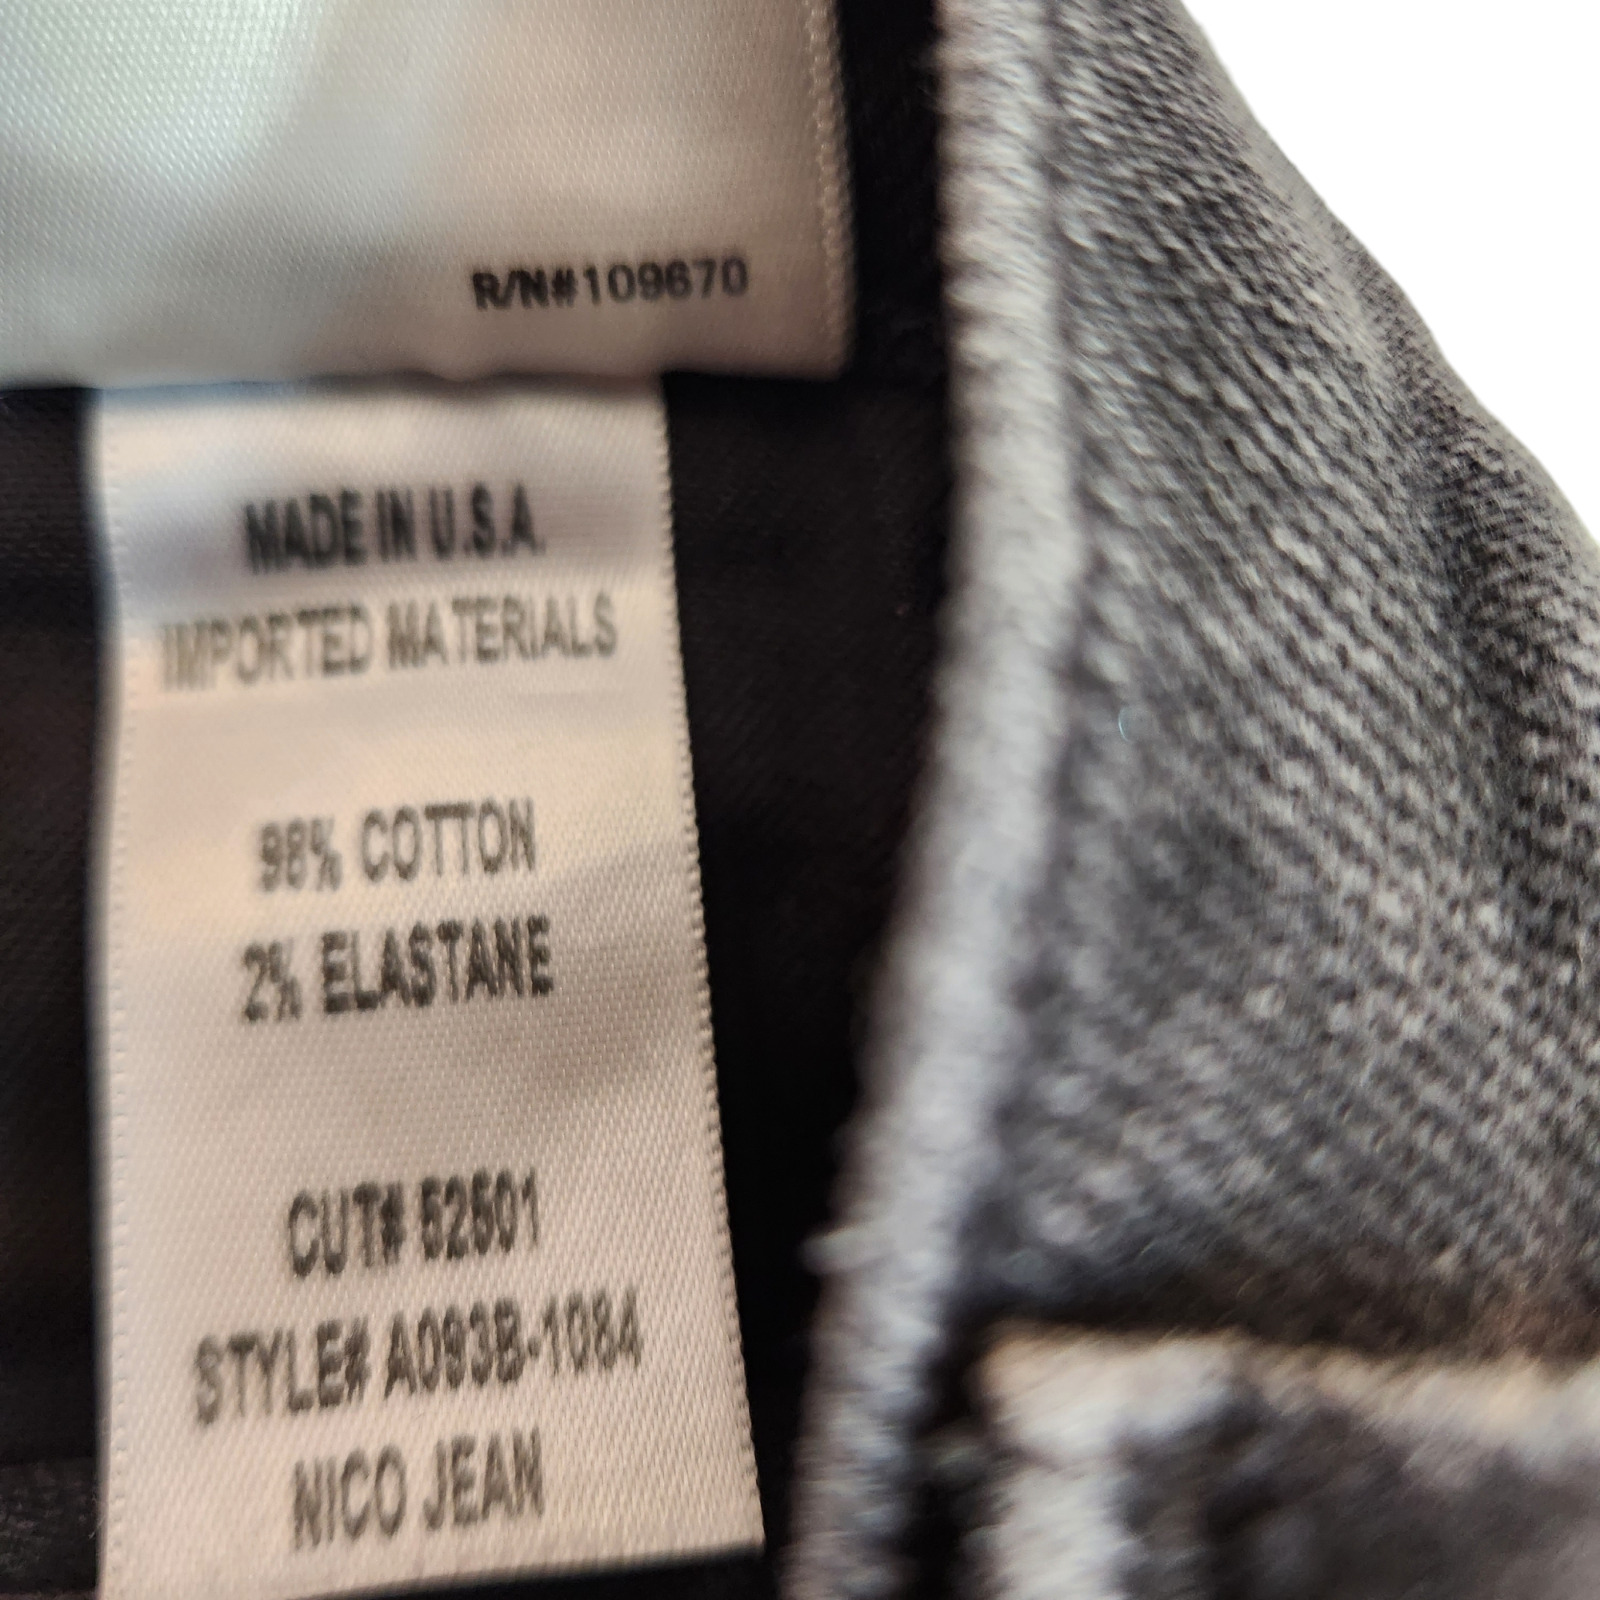 R/N#109670
MADE IN U.S.A.
IMPORTED MATERIALS
98% COTTON
2% ELASTANE
CUT# 52501
STYLE# A093B-1084
NICO JEAN